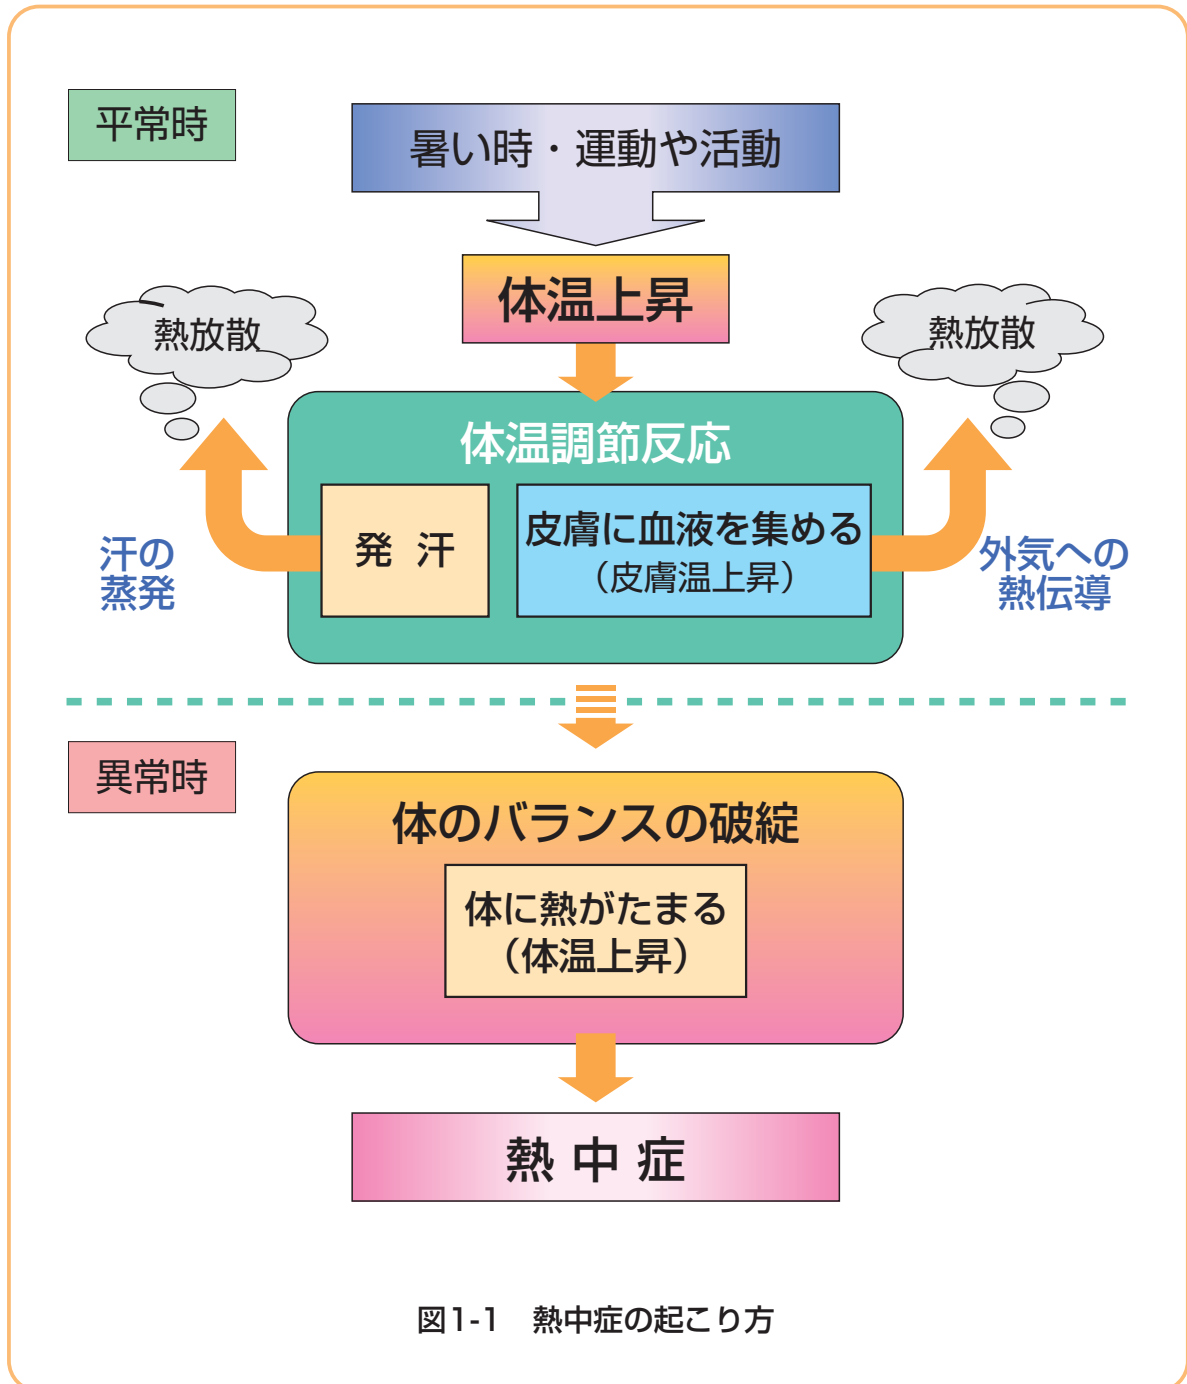 平常時
暑い時・運動や活動
体温上昇
熱放散
熱放散
体温調節反応
発 汗
皮膚に血液を集める
（皮膚温上昇）
汗の
蒸発
外気への
熱伝導
異常時
体のバランスの破綻
体に熱がたまる
（体温上昇）
熱 中 症
図1-1　熱中症の起こり方